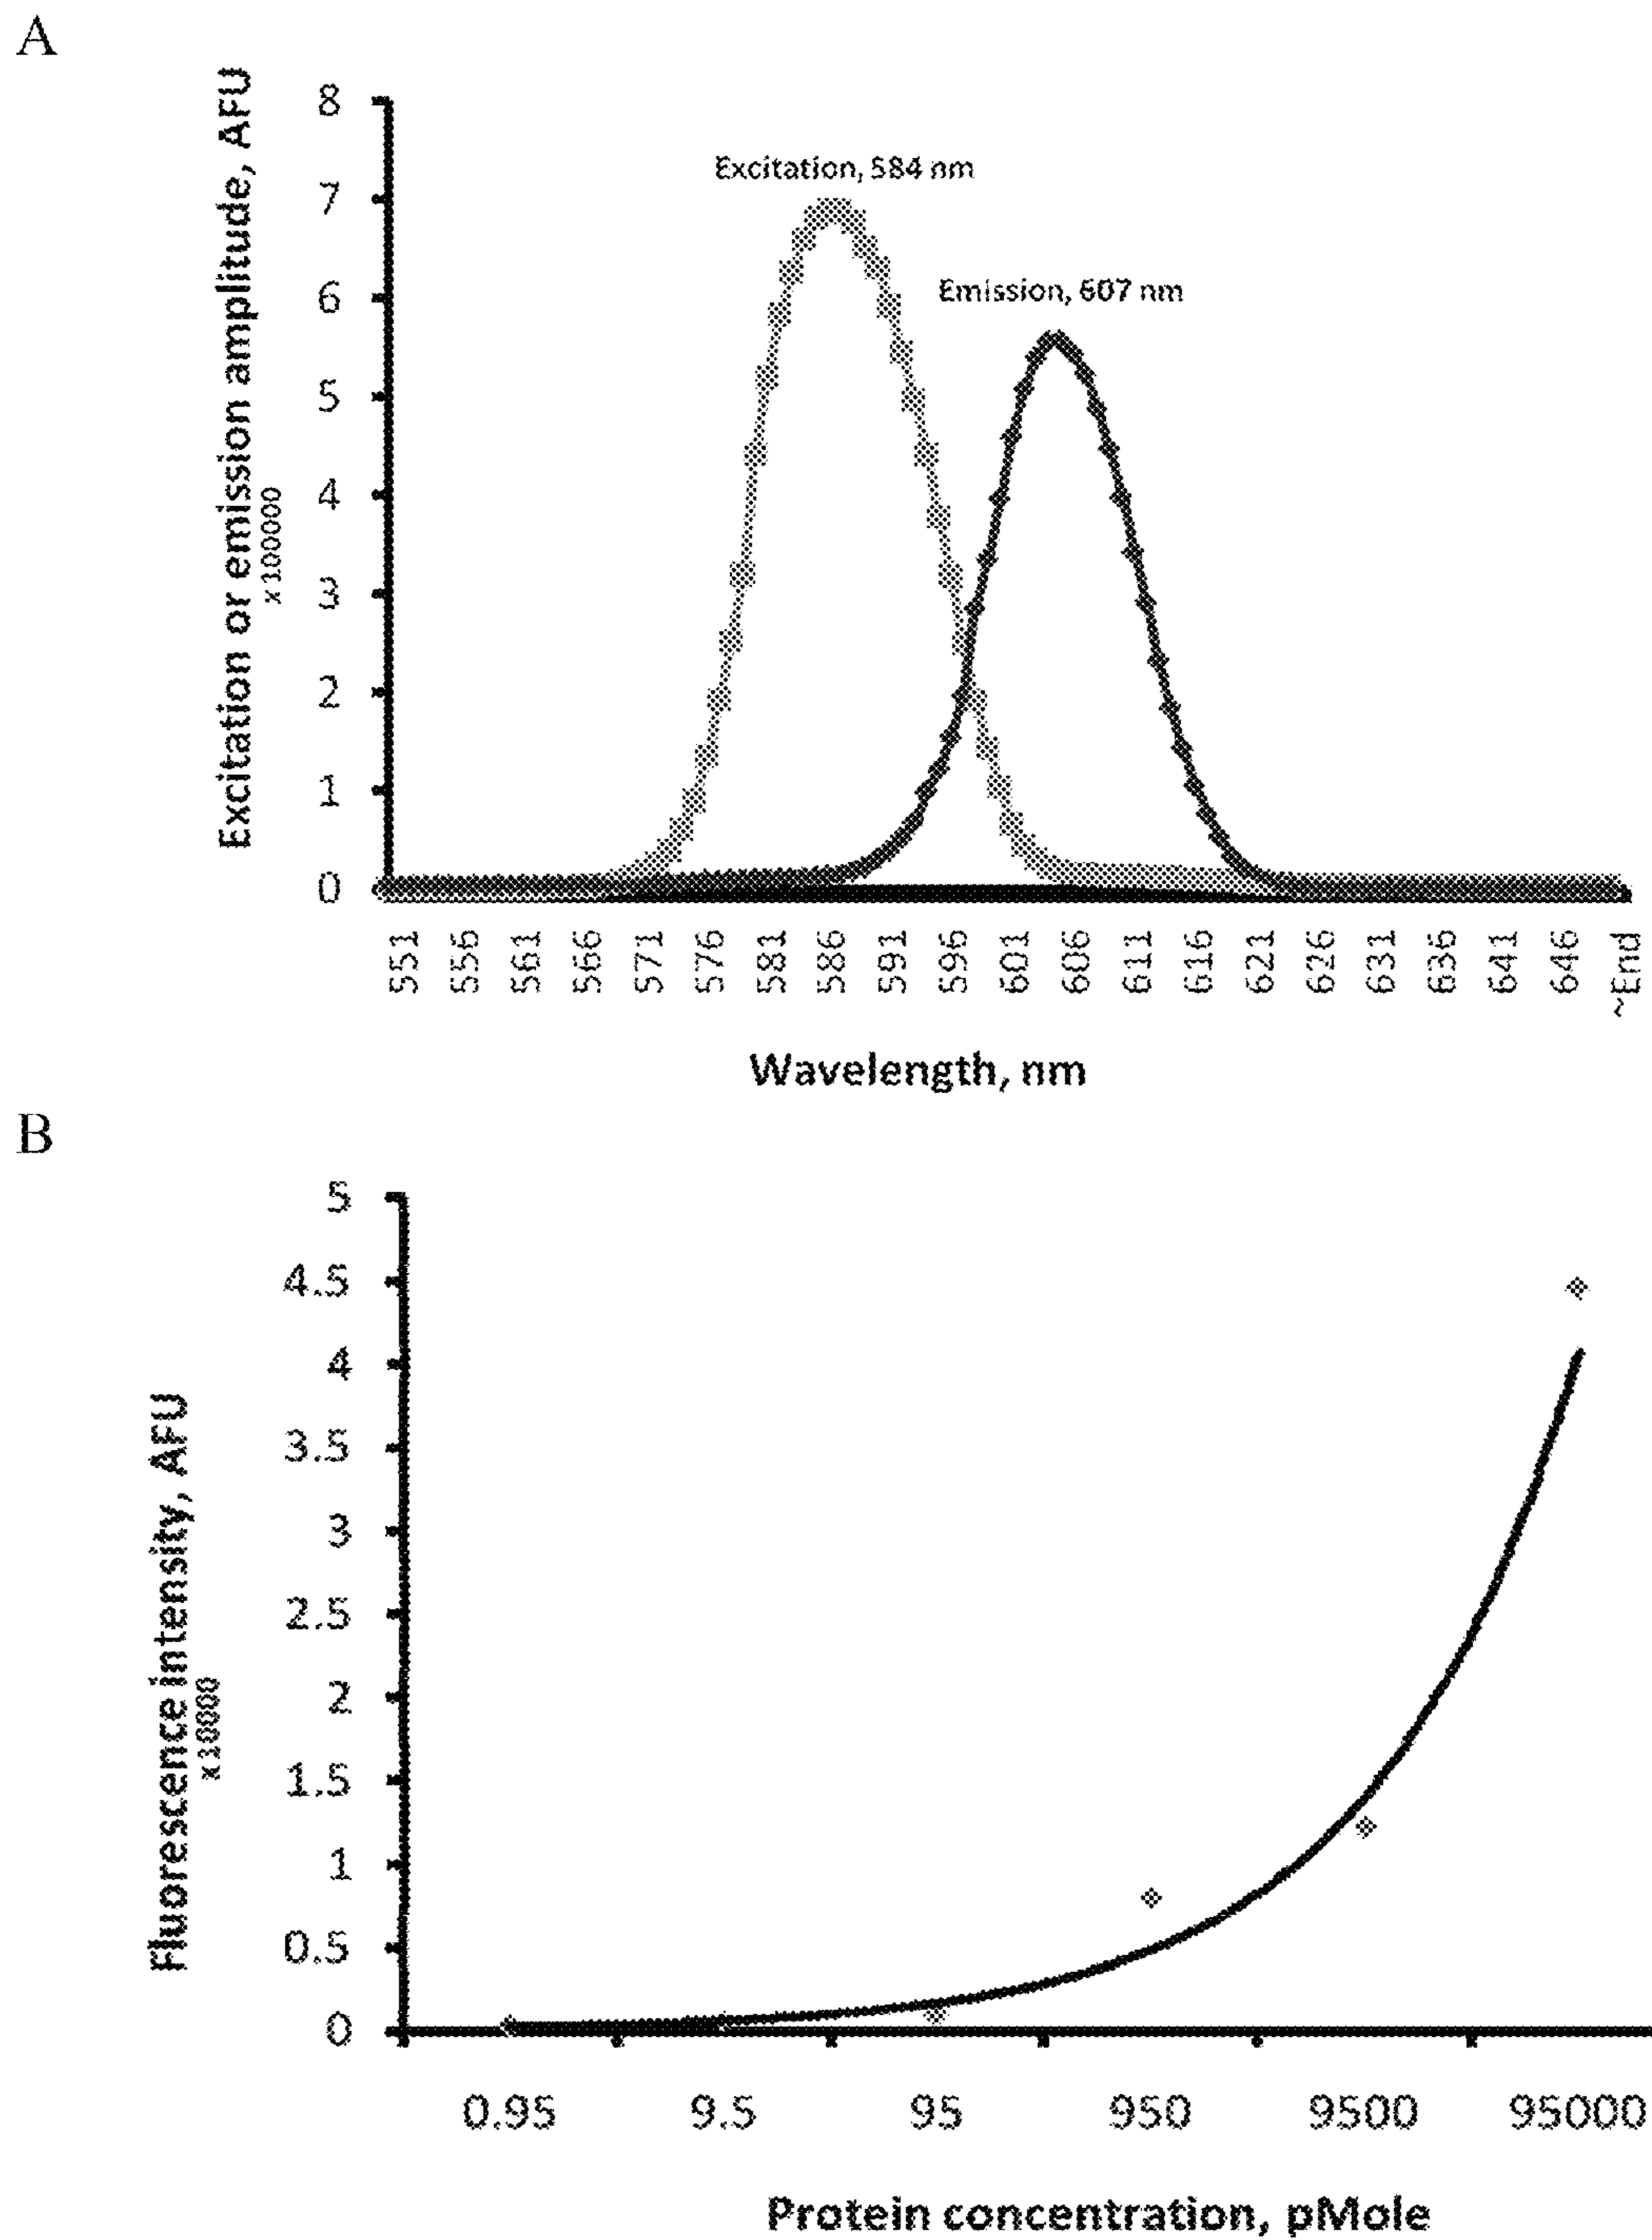 A
Excitation or emission amplitude, AFU
x 100000
8
7
6
5
4
3
2
1
0
Excitation, 584 nm
Emission, 607 nm
551 556 561 566 571 576 581 586 591 596 601 606 611 616 621 626 631 636 641 646 ~End
Wavelength, nm
B
Fluorescence intensity, AFU
x 10000
5
4.5
4
3.5
3
2.5
2
1.5
1
0.5
0
0.95 9.5 95 950 9500 95000
Protein concentration, pMole